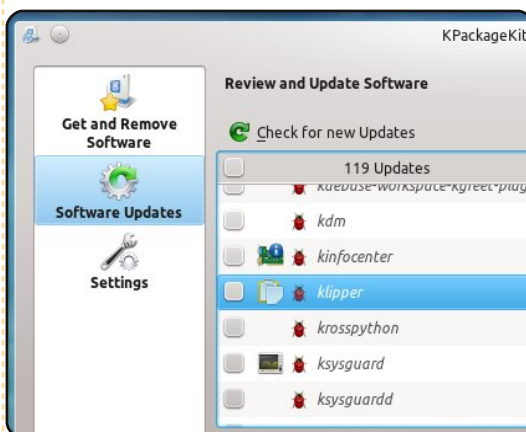 KPackageKit
Get and Remove
Software
Software Updates
Settings
Review and Update Software
Check for new Updates
119 Updates
kdm
kinfocenter
klipper
krosspython
ksysguard
ksysguardd